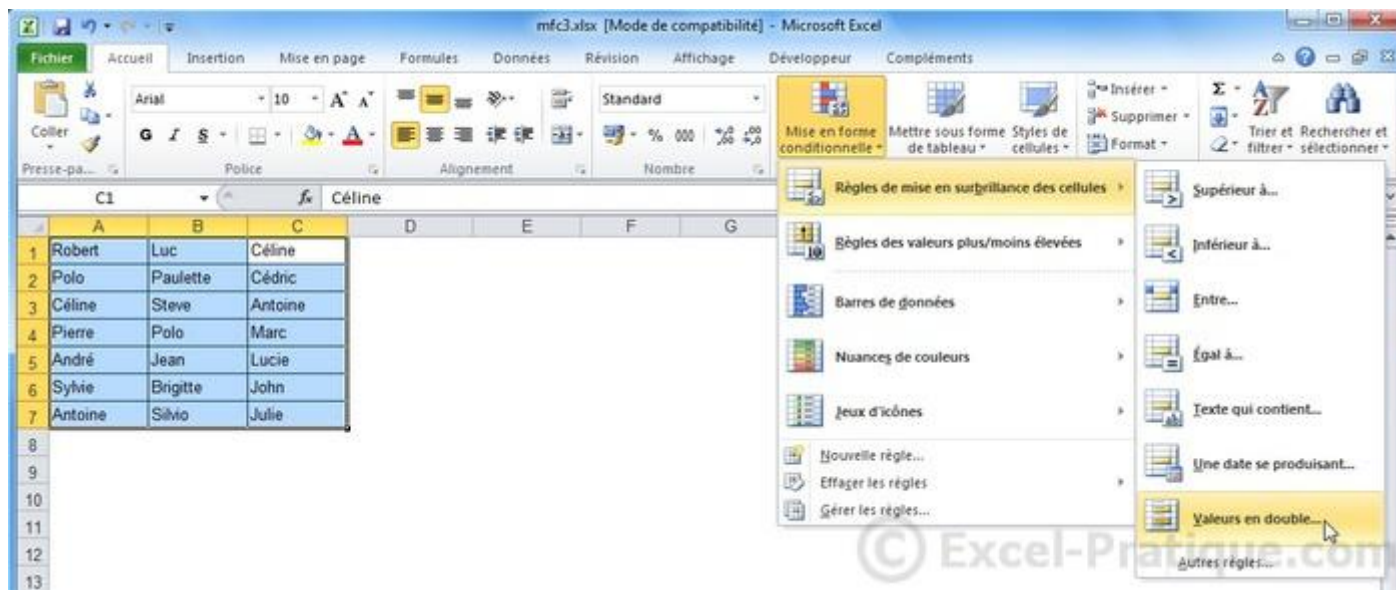 mfc3.xlsx [Mode de compatibilité] - Microsoft Excel
Fichier Accueil Insertion Mise en page Formules Données Révision Affichage Développeur Compléments
Coller
Arial 10
G I S
Standard
% 000
Mise en forme conditionnelle
Mettre sous forme de tableau
Styles de cellules
Insérer
Supprimer
Format
Trier et filtrer
Rechercher et sélectionner
Presse-pa... Police Alignement Nombre
C1 fx Céline
A B C D E F G
1 Robert Luc Céline
2 Polo Paulette Cédric
3 Céline Steve Antoine
4 Pierre Polo Marc
5 André Jean Lucie
6 Sylvie Brigitte John
7 Antoine Silvio Julie
8
9
10
11
12
13
Règles de mise en surbrillance des cellules
Règles des valeurs plus/moins élevées
Barres de données
Nuances de couleurs
Jeux d'icônes
Nouvelle règle...
Effacer les règles
Gérer les règles...
Supérieur à...
Inférieur à...
Entre...
Égal à...
Texte qui contient...
Une date se produisant...
Valeurs en double...
Autres règles...
© Excel-Pratique.com